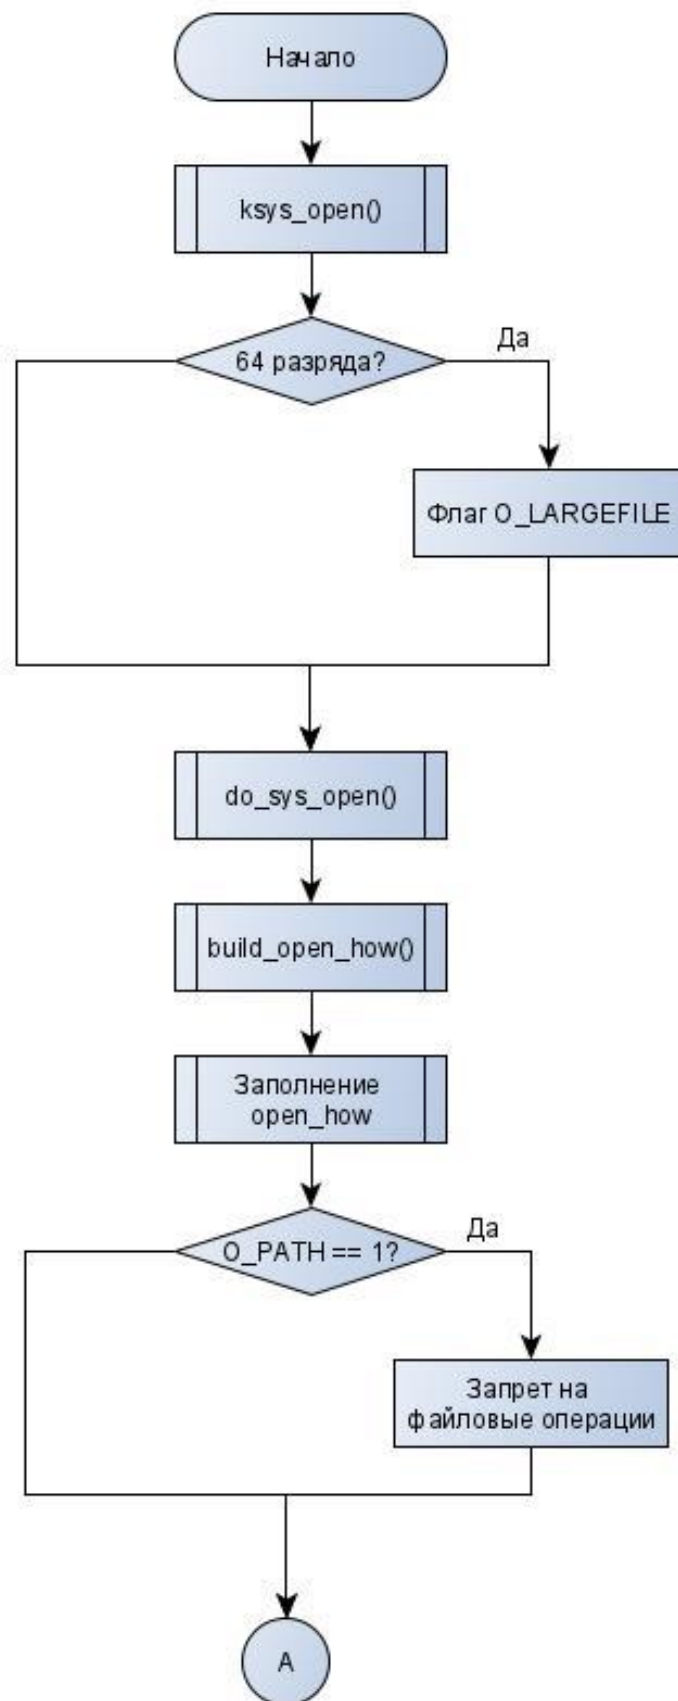 Начало
ksys_open()
64 разряда?
Да
Флаг O_LARGEFILE
do_sys_open()
build_open_how()
Заполнение
open_how
O_PATH == 1?
Да
Запрет на
файловые операции
А